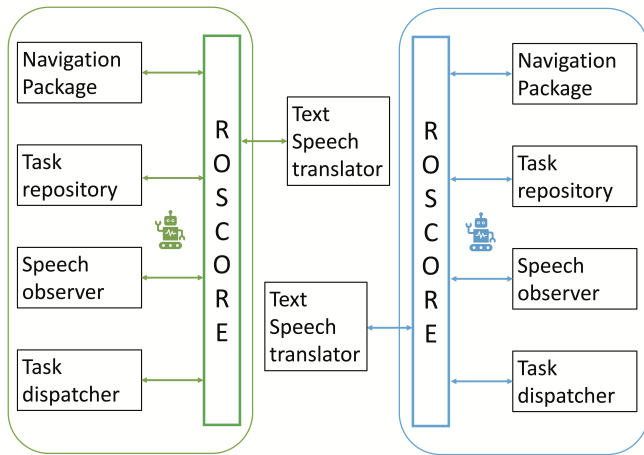 Navigation
Package
Task
repository
Speech
observer
Task
dispatcher
R
O
S
C
O
R
E
Text
Speech
translator
Text
Speech
translator
R
O
S
C
O
R
E
Navigation
Package
Task
repository
Speech
observer
Task
dispatcher